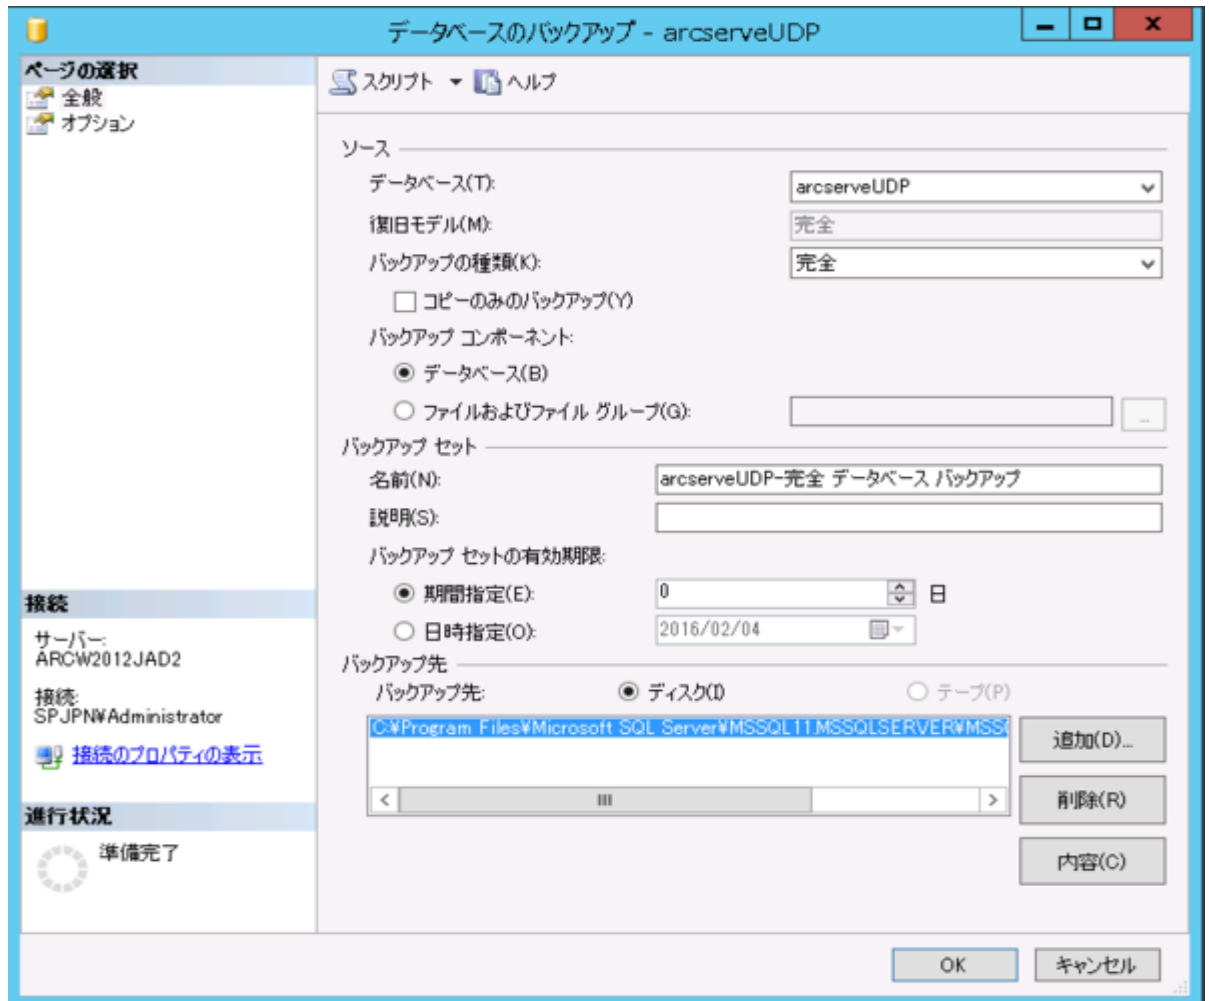 データベースのバックアップ - arcserveUDP
ページの選択
全般
オプション
スクリプト
ヘルプ
ソース
データベース(T):
arcserveUDP
復旧モデル(M):
完全
バックアップの種類(K):
完全
コピーのみのバックアップ(Y)
バックアップ コンポーネント:
データベース(B)
ファイルおよびファイル グループ(G):
...
バックアップ セット
名前(N):
arcserveUDP-完全 データベース バックアップ
説明(S):
バックアップ セットの有効期限:
期間指定(E):
0
日
日時指定(O):
2016/02/04
バックアップ先
バックアップ先:
ディスク(I)
テープ(P)
C:¥Program Files¥Microsoft SQL Server¥MSSQL11.MSSQLSERVER¥MSS
追加(D)...
削除(R)
内容(C)
接続
サーバー:
ARCW2012JAD2
接続:
SPJPN¥Administrator
接続のプロパティの表示
進行状況
準備完了
OK
キャンセル